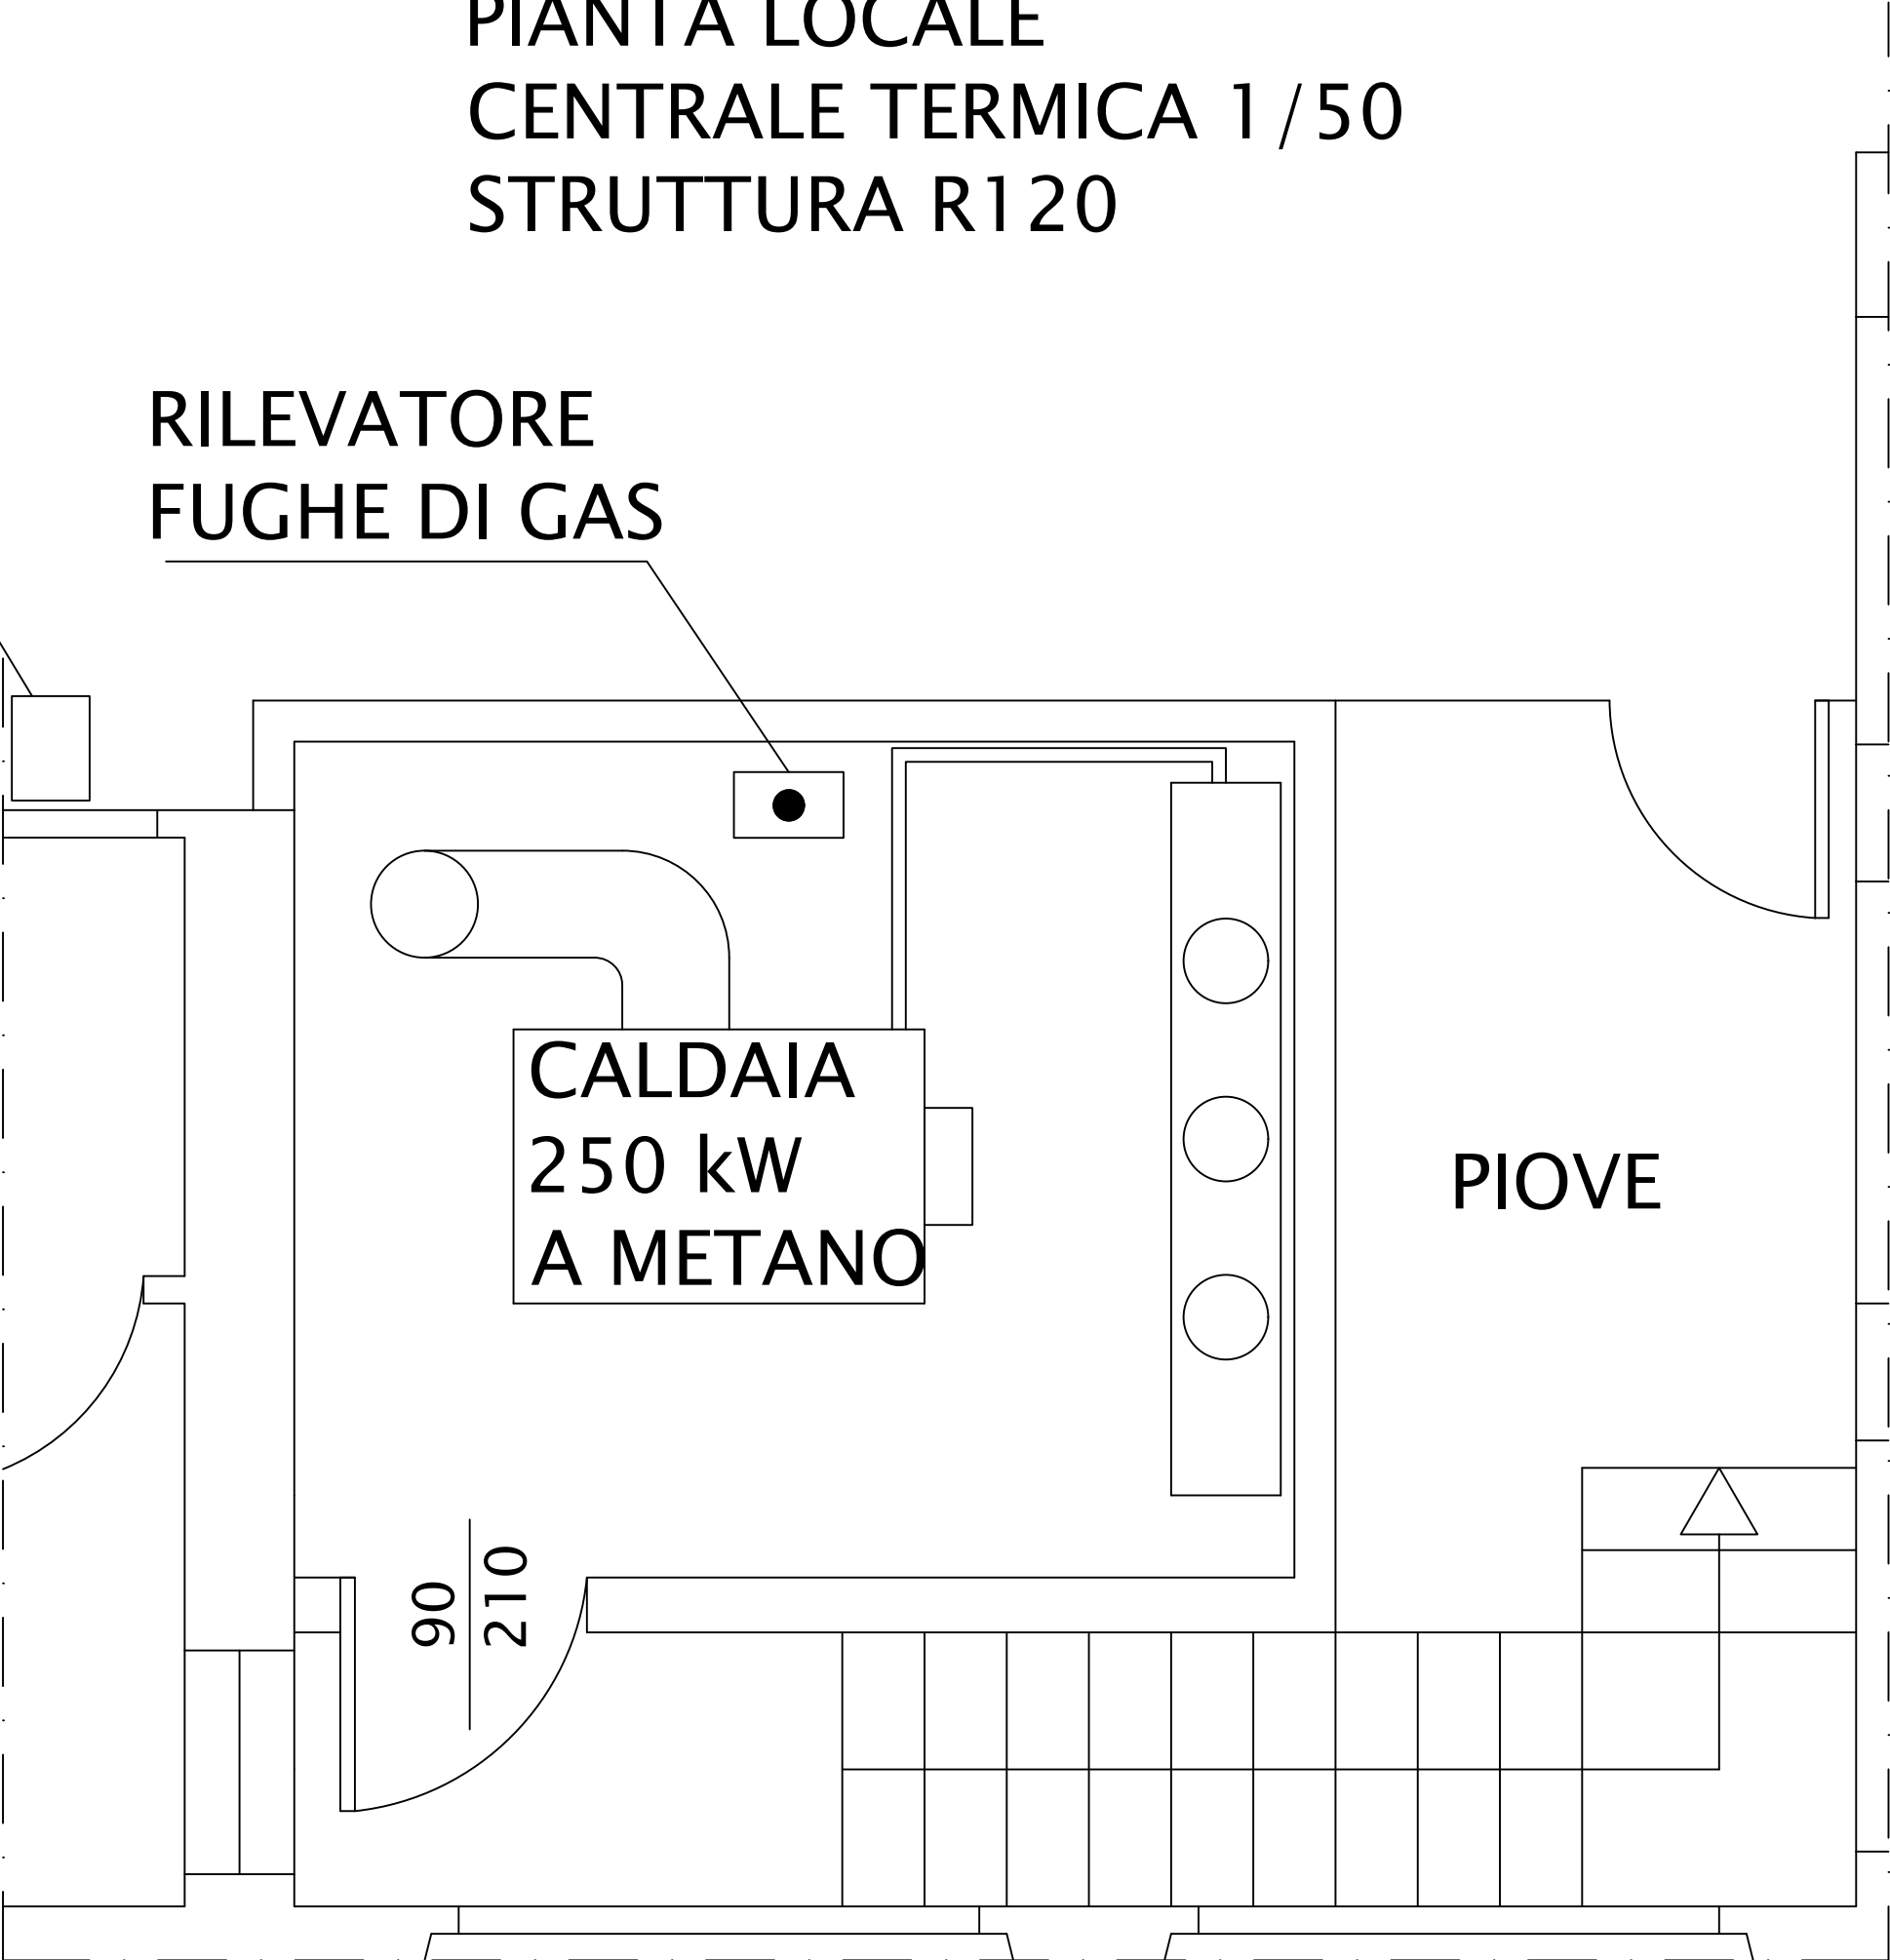 PIANTA LOCALE
CENTRALE TERMICA 1/50
STRUTTURA R120
RILEVATORE
FUGHE DI GAS
CALDAIA
250 kW
A METANO
PIOVE
90
210